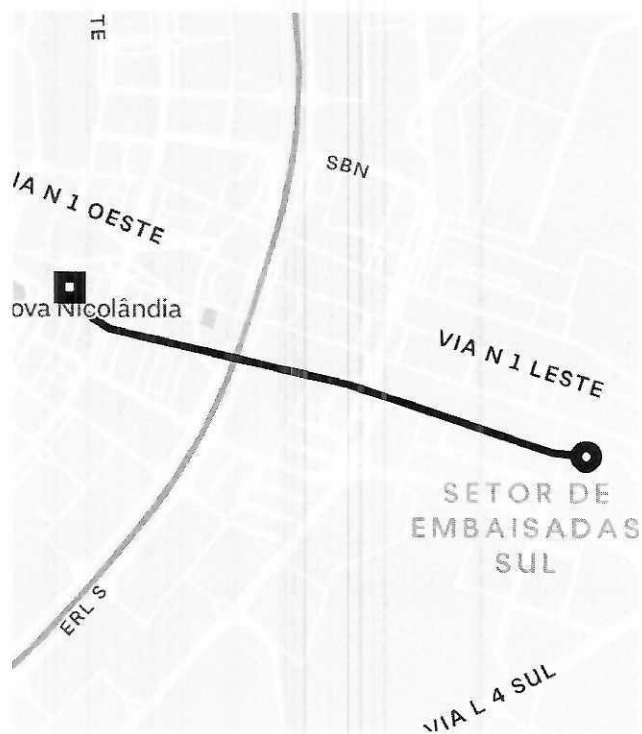 TE
SBN
IA N 1 OESTE
ova Nicolândia
VIA N 1 LESTE
SETOR DE
EMBAISADAS
SUL
ERL S
VIA L 4 SUL